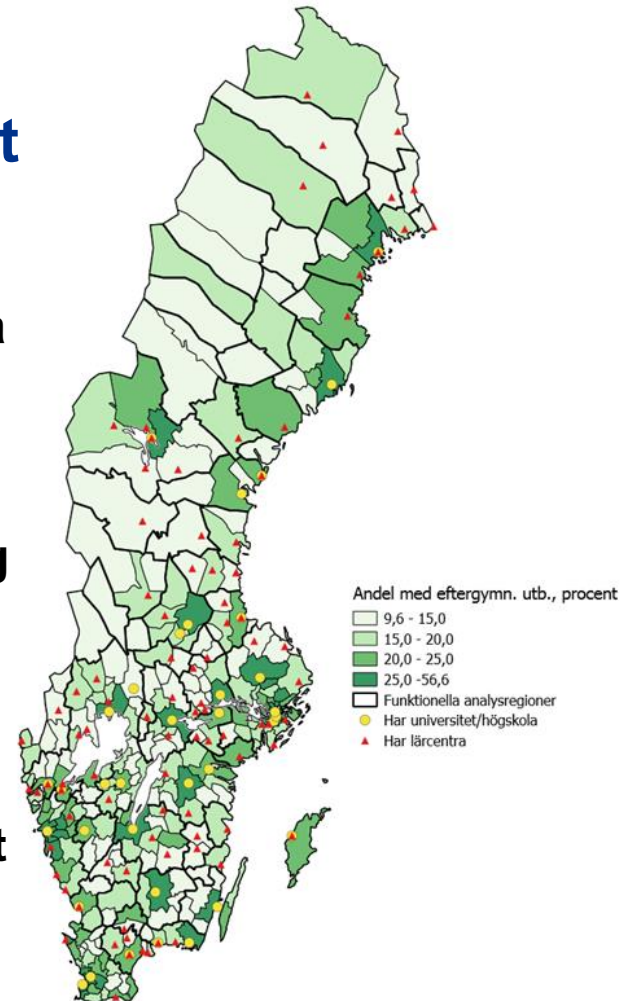 t
a
g
t
Andel med eftergymn. utb., procent
9,6 - 15,0
15,0 - 20,0
20,0 - 25,0
25,0 -56,6
Funktionella analysregioner
Har universitet/högskola
Har lärcentra